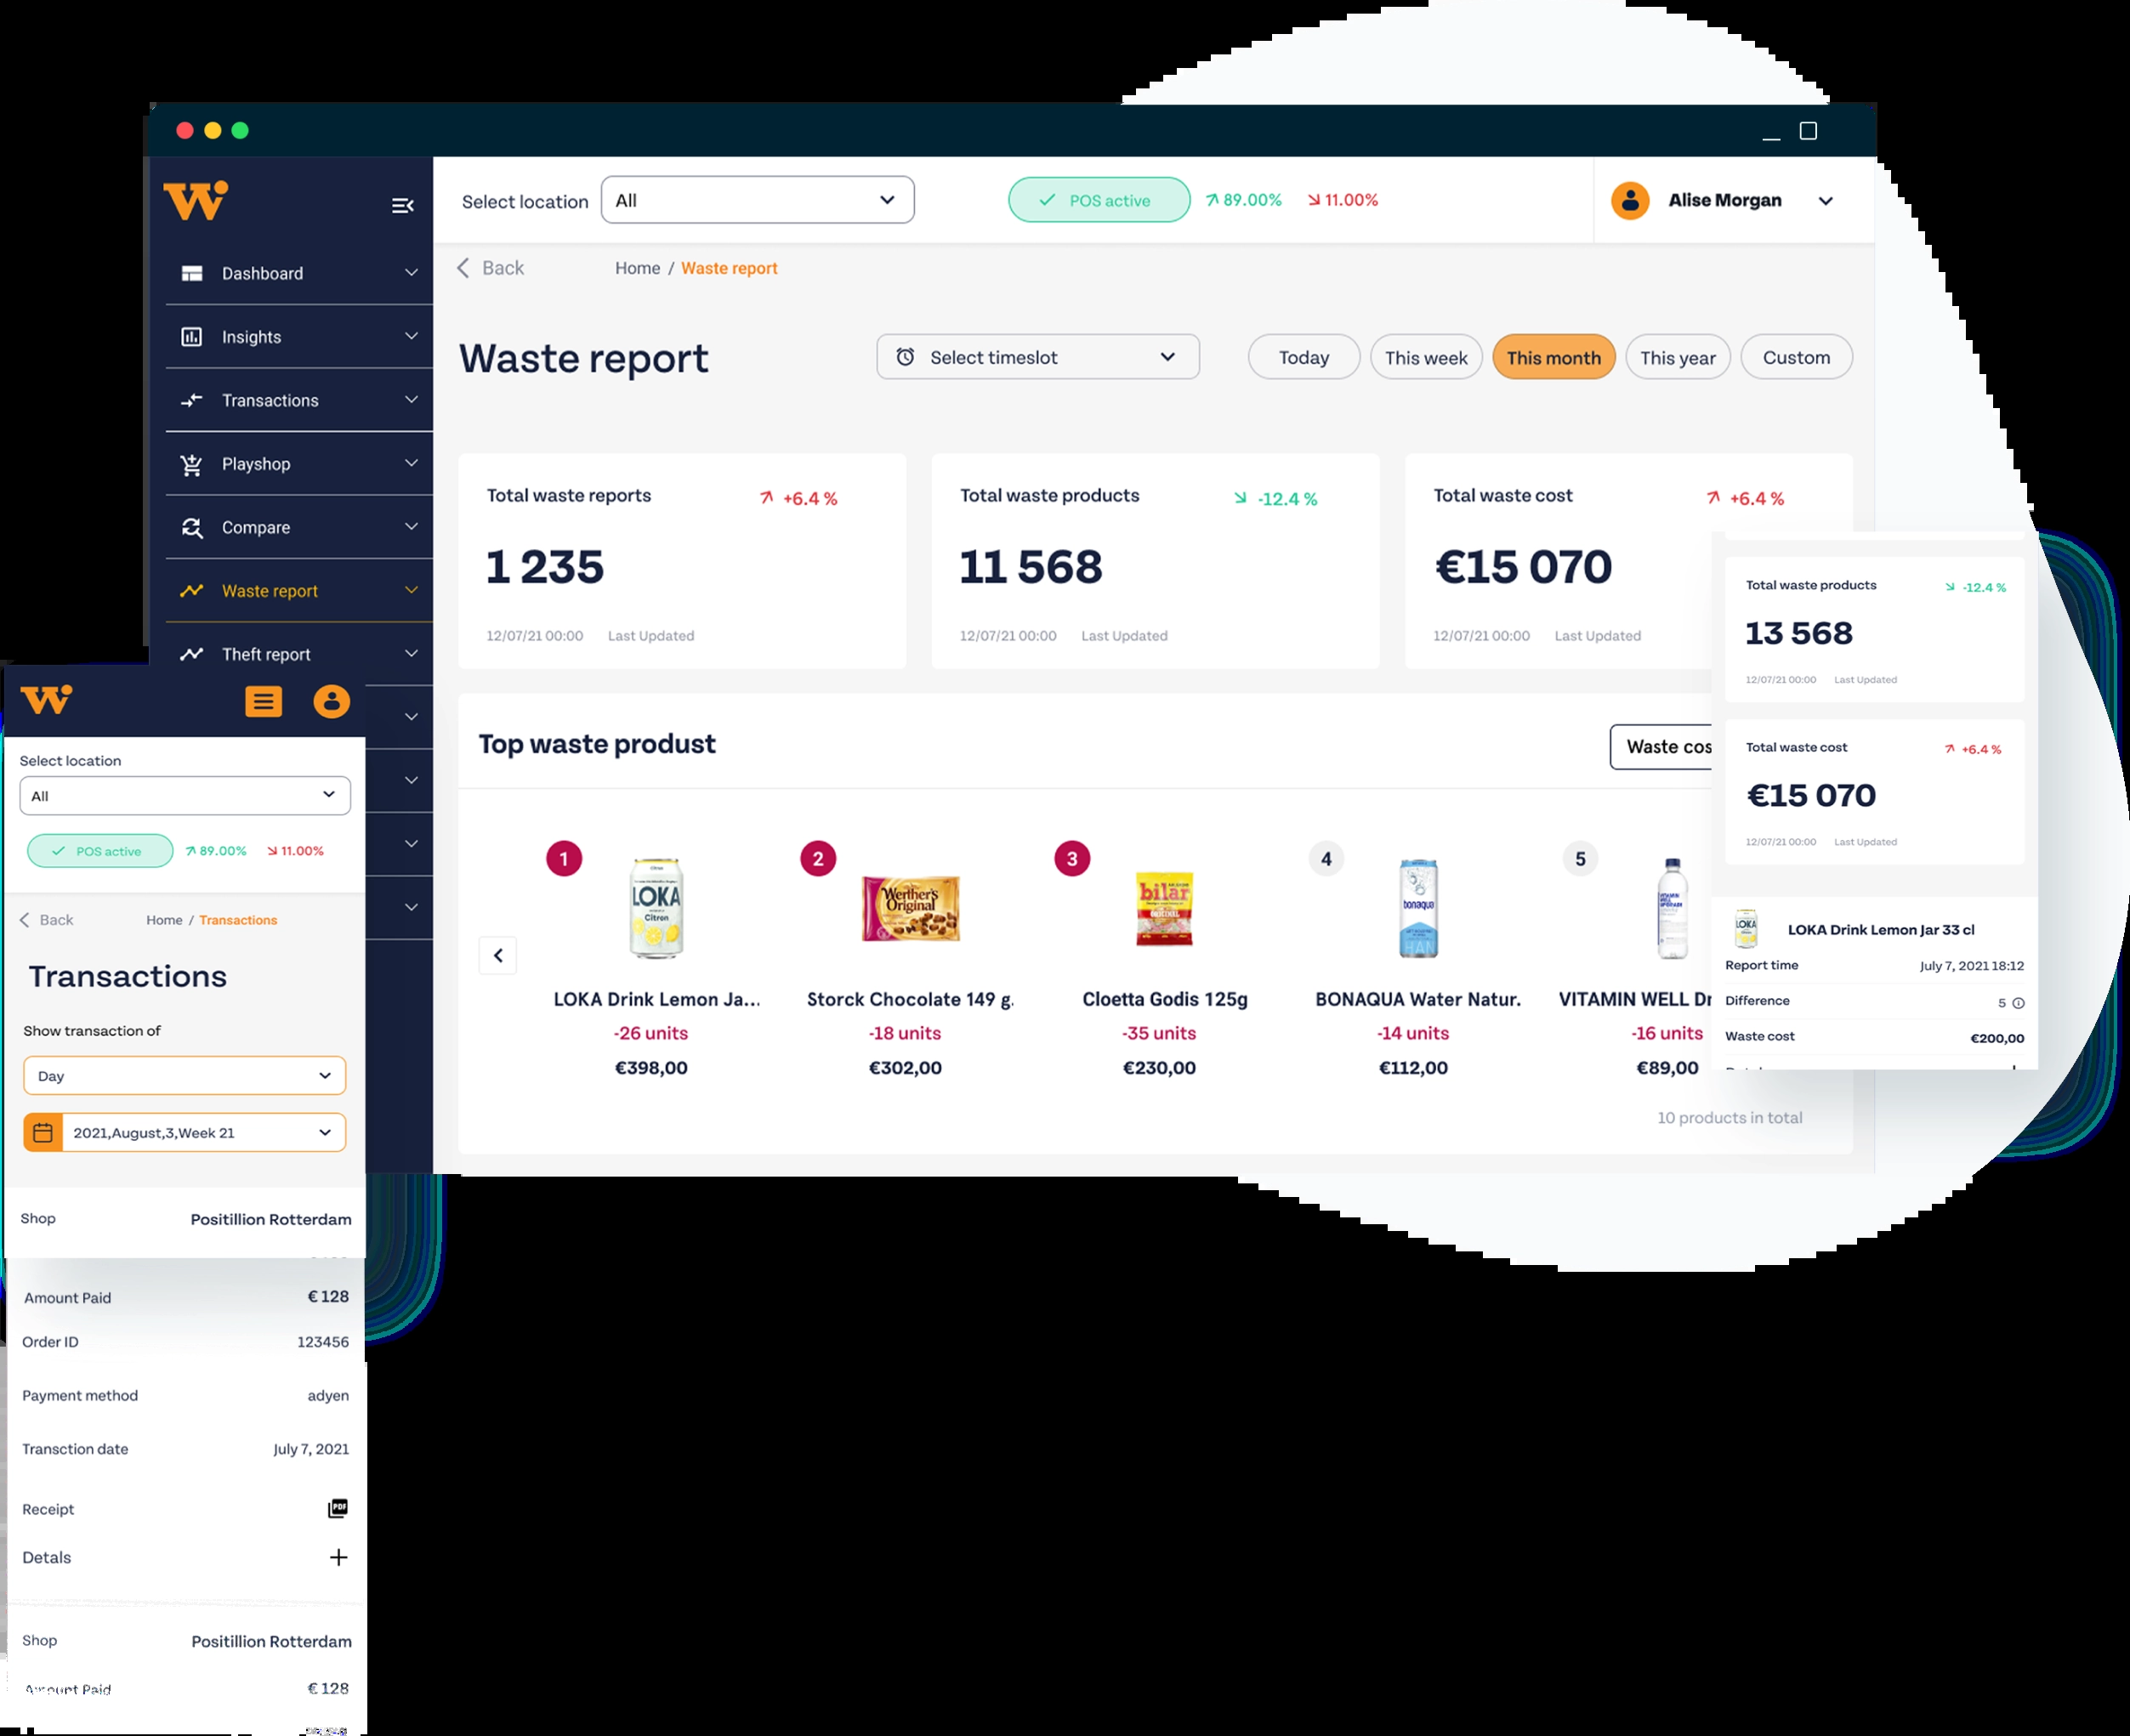 Select location
All
POS active
89.00%
11.00%
Alise Morgan
Dashboard
Insights
Transactions
Playshop
Compare
Waste report
Theft report
Back
Home / Waste report
Waste report
Select timeslot
Today
This week
This month
This year
Custom
Total waste reports
+6.4 %
1 235
12/07/21 00:00 Last Updated
Total waste products
-12.4 %
11 568
12/07/21 00:00 Last Updated
Total waste cost
+6.4 %
€15 070
12/07/21 00:00 Last Updated
Top waste produst
Waste cos
1
LOKA
Citron
LOKA Drink Lemon Ja...
-26 units
€398,00
2
Werther's
Original
Storck Chocolate 149 g.
-18 units
€302,00
3
bilar
ORIGINAL
Cloetta Godis 125g
-35 units
€230,00
4
bonaqua
BONAQUA Water Natur.
-14 units
€112,00
5
VITAMIN WELL Dr
-16 units
€89,00
10 products in total
Total waste products
-12.4 %
13 568
12/07/21 00:00 Last Updated
Total waste cost
+6.4 %
€15 070
12/07/21 00:00 Last Updated
LOKA
LOKA Drink Lemon Jar 33 cl
Report time July 7, 2021 18:12
Difference 5
Waste cost €200,00
Select location
All
POS active
89.00%
11.00%
Back
Home / Transactions
Transactions
Show transaction of
Day
2021,August,3,Week 21
Shop Positillion Rotterdam
Amount Paid € 128
Order ID 123456
Payment method adyen
Transction date July 7, 2021
Receipt PDF
Detals
Shop Positillion Rotterdam
Amount Paid € 128